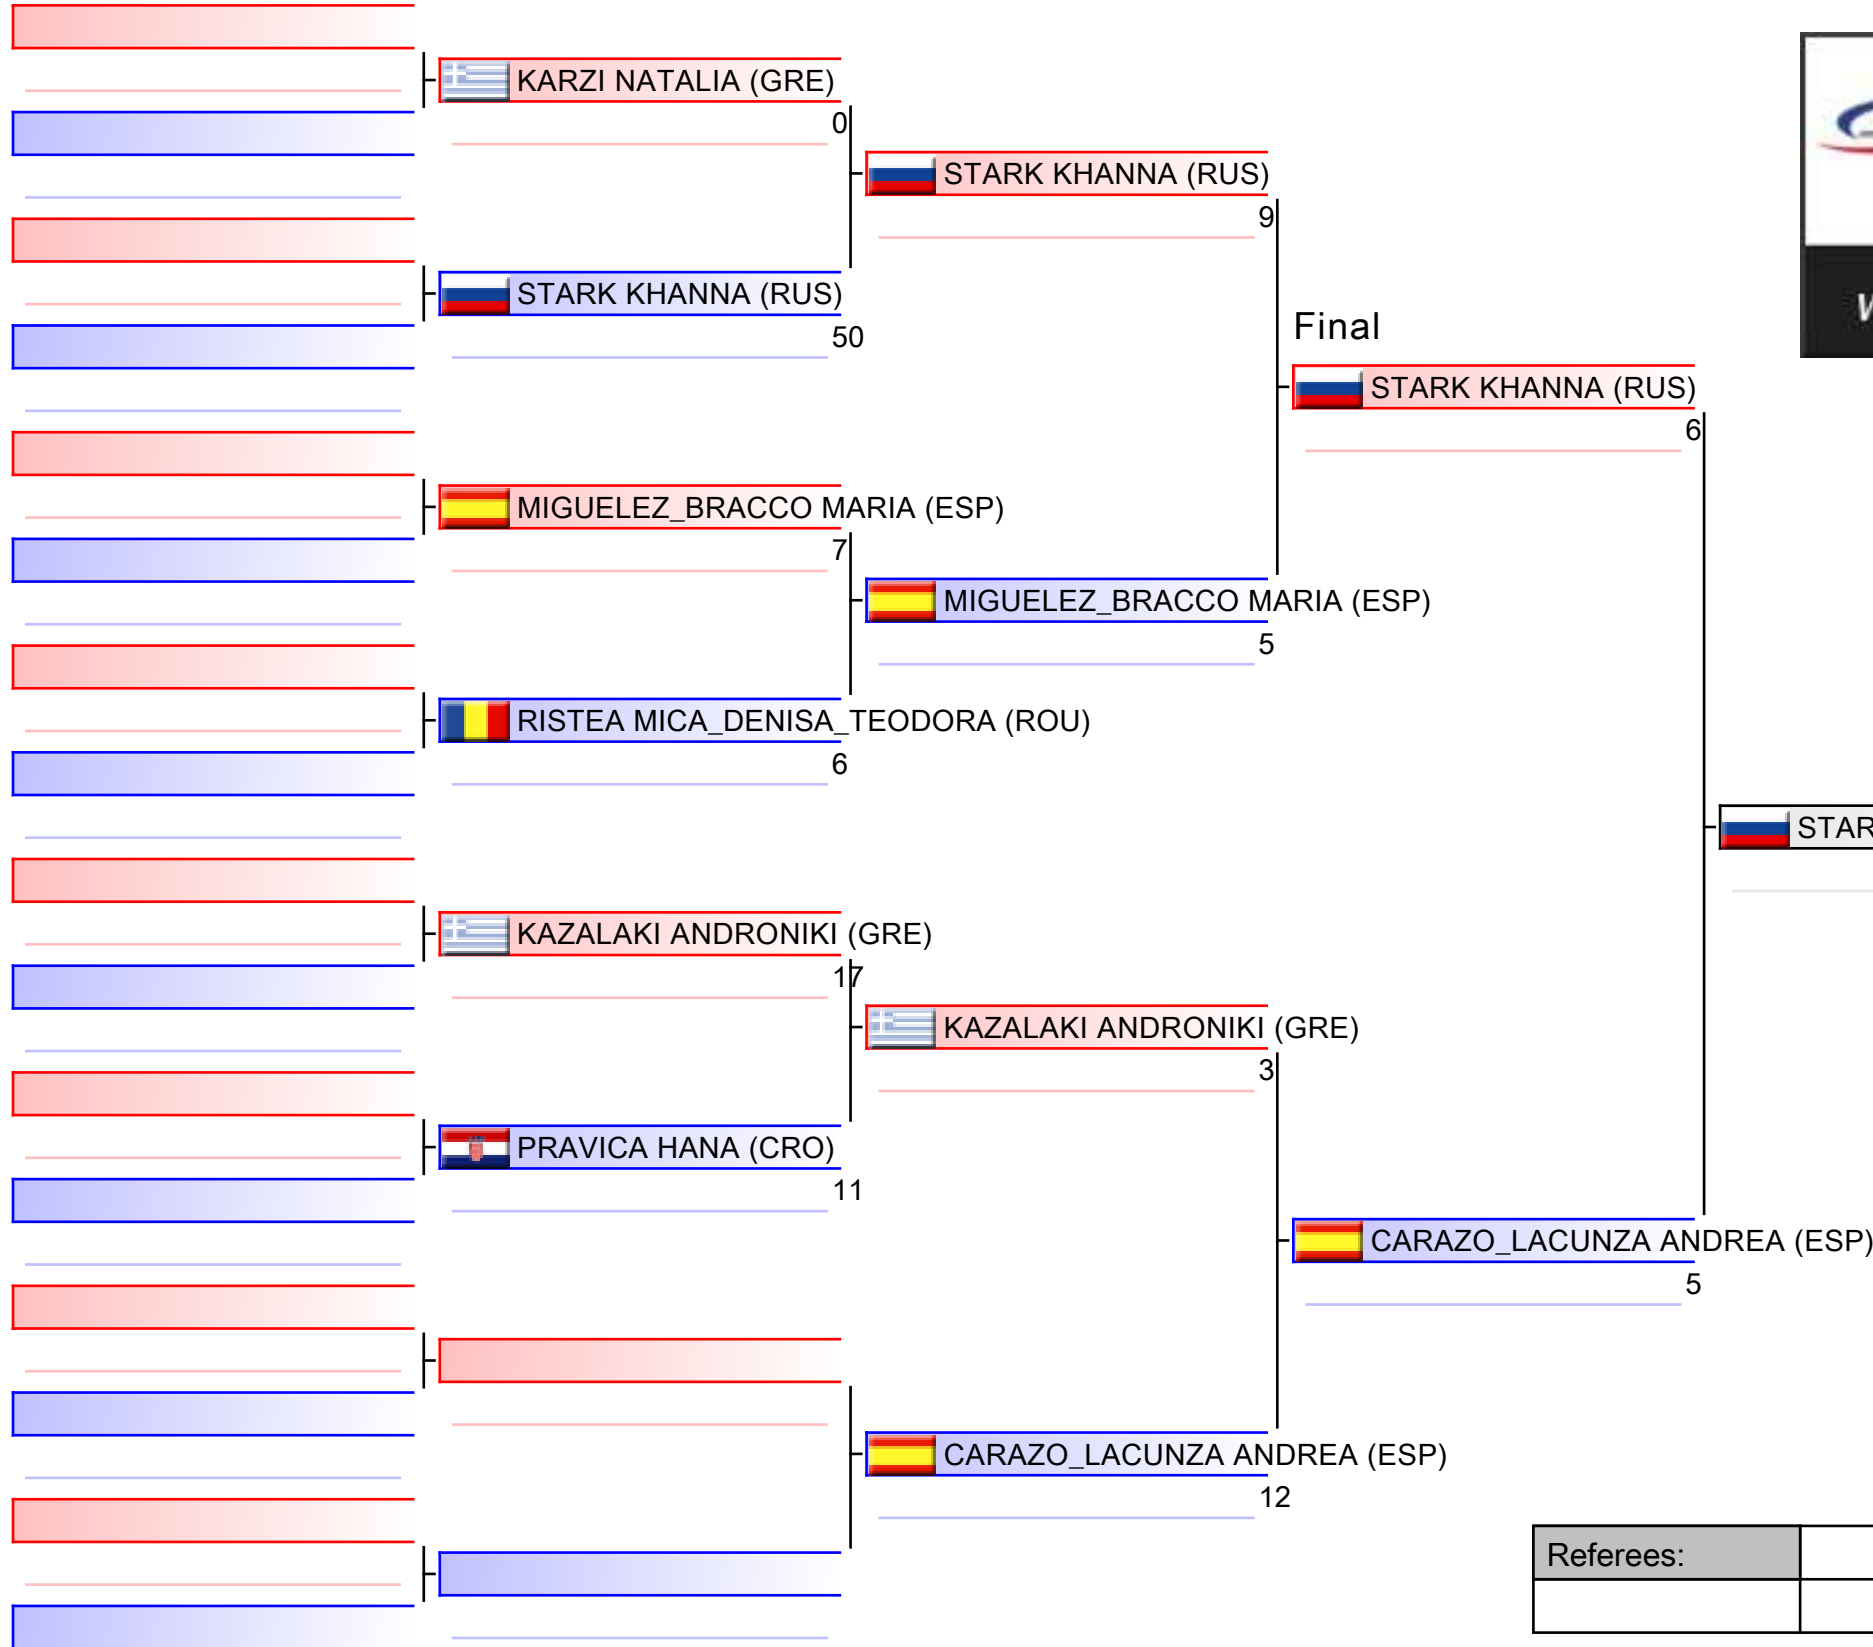 KARZI NATALIA (GRE)
0
STARK KHANNA (RUS)
9
STARK KHANNA (RUS)
50
Final
STARK KHANNA (RUS)
6
MIGUELEZ_BRACCO MARIA (ESP)
7
MIGUELEZ_BRACCO MARIA (ESP)
5
RISTEA MICA_DENISA_TEODORA (ROU)
6
STAR
KAZALAKI ANDRONIKI (GRE)
17
KAZALAKI ANDRONIKI (GRE)
3
PRAVICA HANA (CRO)
11
CARAZO_LACUNZA ANDREA (ESP)
5
CARAZO_LACUNZA ANDREA (ESP)
12
Referees: